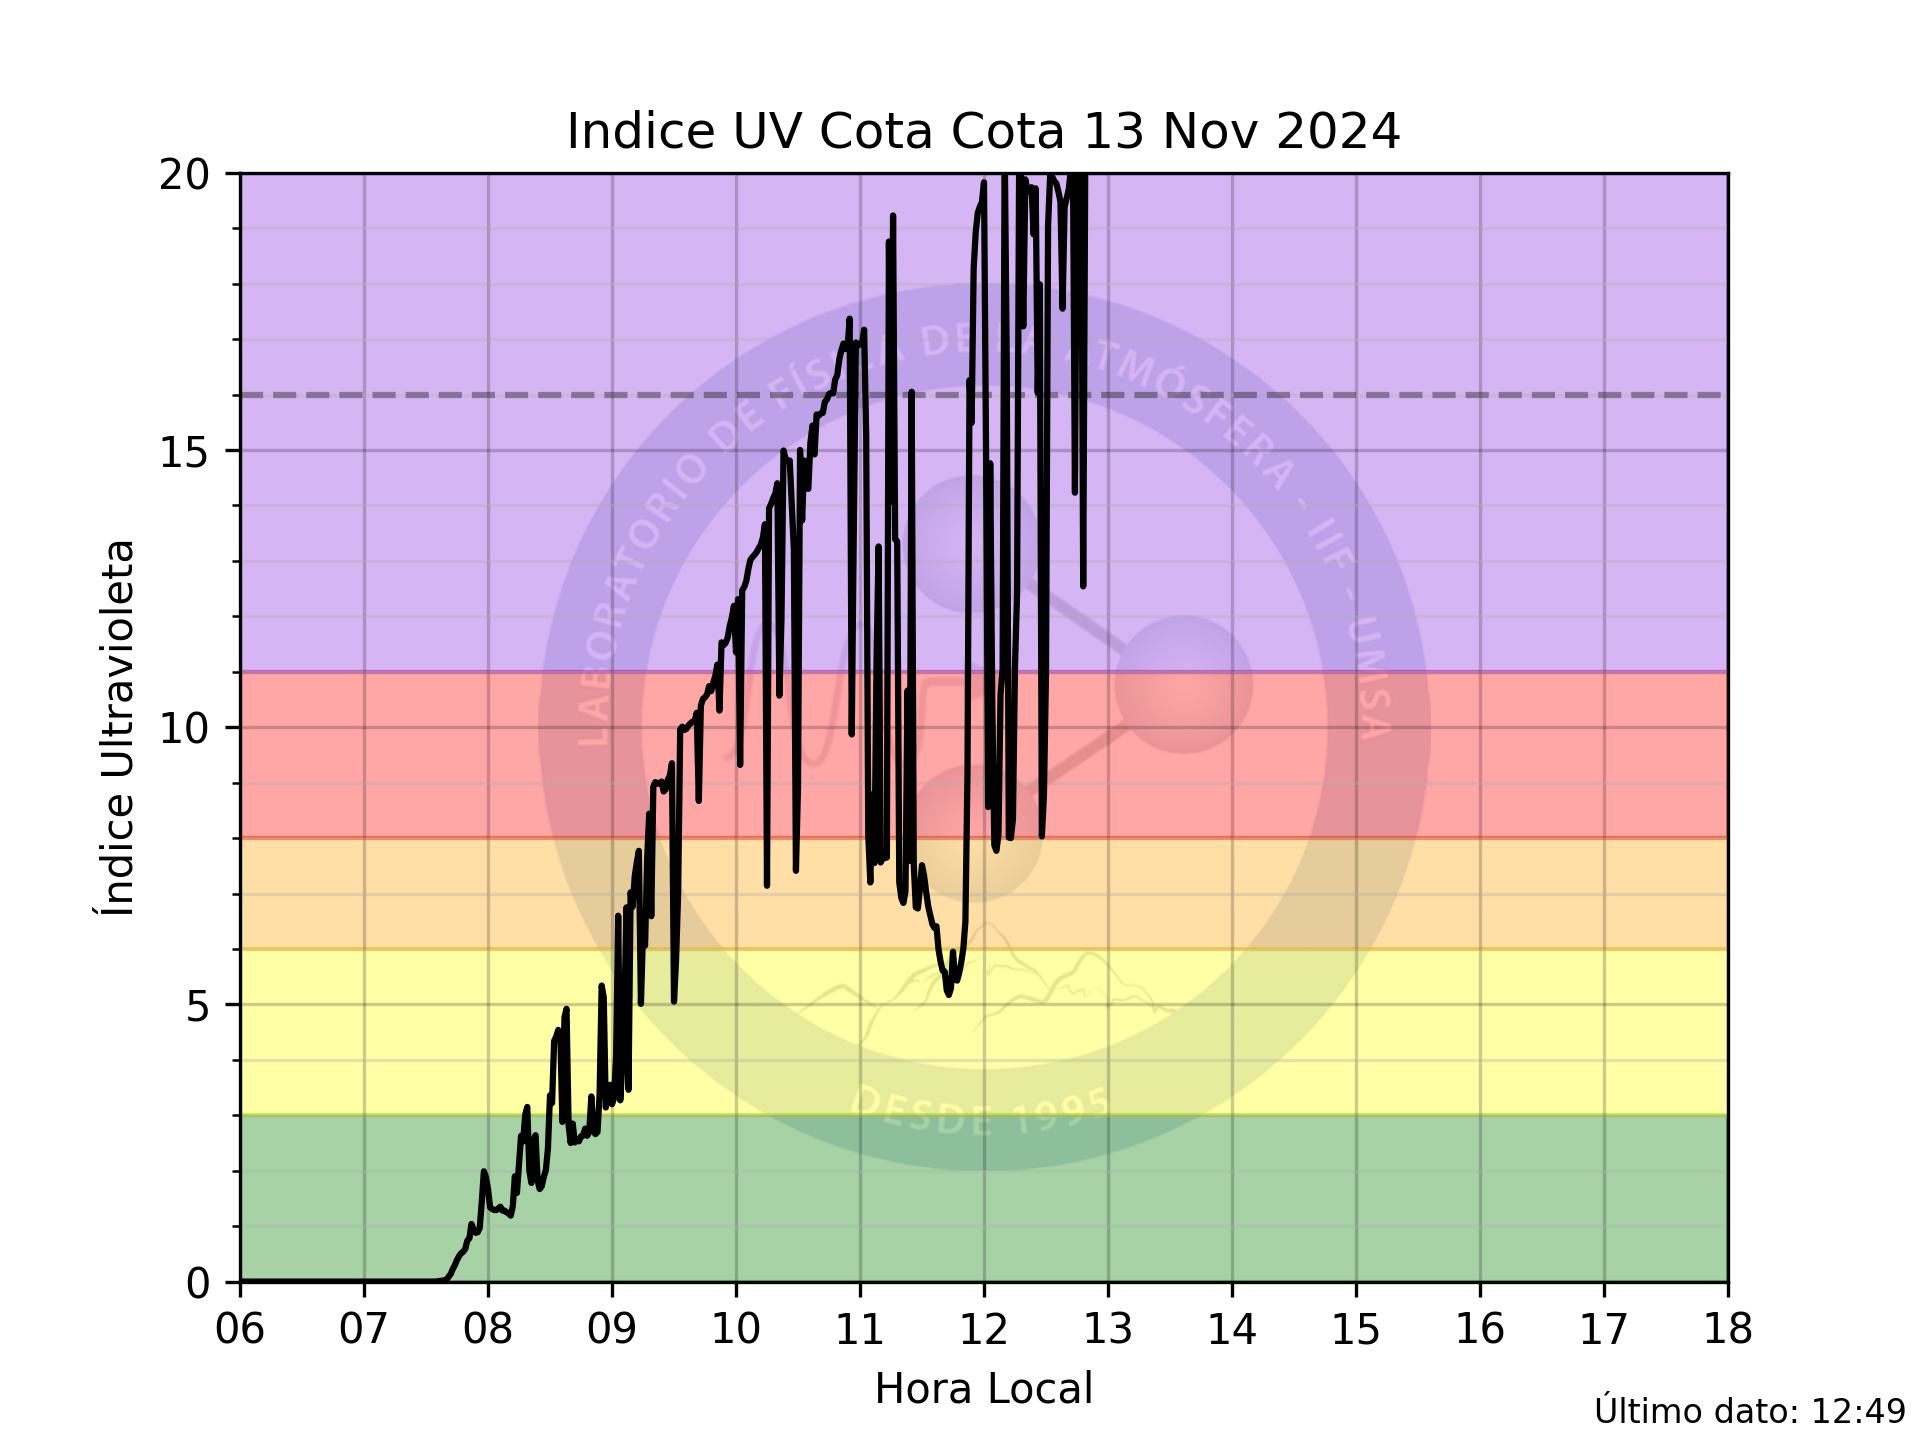 Indice UV Cota Cota 13 Nov 2024
20
15
10
5
0
Índice Ultravioleta
LABORATORIO DE FÍSICA DE LA ATMÓSFERA - IIF - UMSA
DESDE 1995
06 07 08 09 10 11 12 13 14 15 16 17 18
Hora Local
Último dato: 12:49